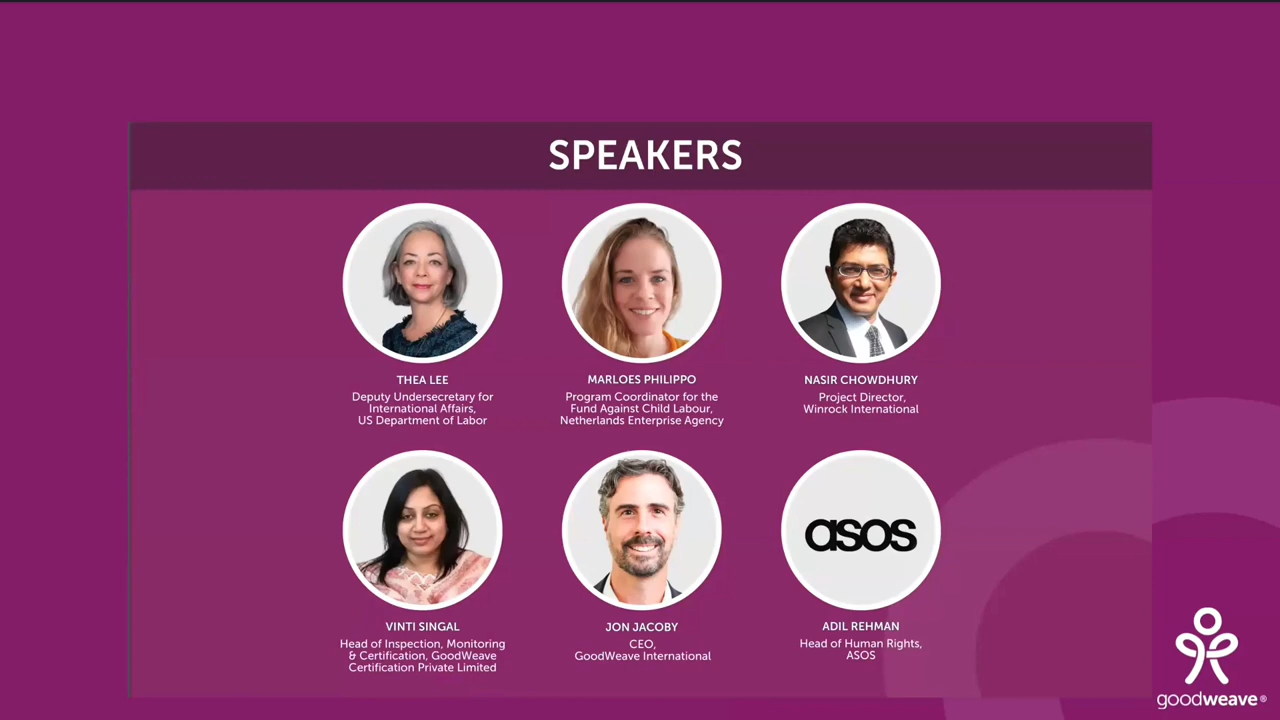 SPEAKERS
THEA LEE
Deputy Undersecretary for
International Affairs,
US Department of Labor
MARLOES PHILIPPO
Program Coordinator for the
Fund Against Child Labour,
Netherlands Enterprise Agency
NASIR CHOWDHURY
Project Director,
Winrock International
VINTI SINGAL
Head of Inspection, Monitoring
& Certification, GoodWeave
Certification Private Limited
JON JACOBY
CEO,
GoodWeave International
asos
ADIL REHMAN
Head of Human Rights,
ASOS
goodweave®